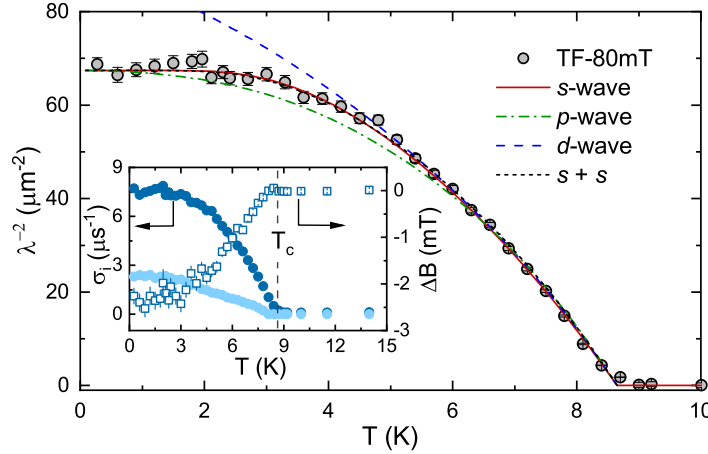 80
60
40
20
0
λ⁻² (μm⁻²)
0
2
4
6
8
10
T (K)
TF-80mT
s-wave
p-wave
d-wave
s + s
9
6
3
0
σᵢ (μs⁻¹)
0
-1
-2
-3
ΔB (mT)
T_c
0
3
6
9
12
15
T (K)